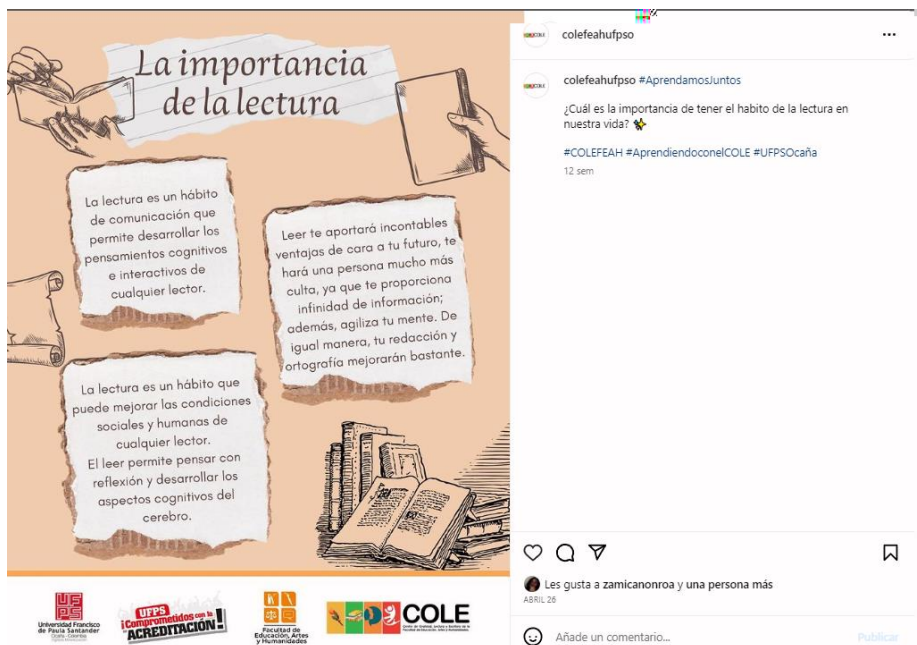 La importancia
de la lectura
La lectura es un hábito
de comunicación que
permite desarrollar los
pensamientos cognitivos
e interactivos de
cualquier lector.
Leer te aportará incontables
ventajas de cara a tu futuro, te
hará una persona mucho más
culta, ya que te proporciona
infinidad de información;
además, agiliza tu mente. De
igual manera, tu redacción y
ortografía mejorarán bastante.
La lectura es un hábito que
puede mejorar las condiciones
sociales y humanas de
cualquier lector.
El leer permite pensar con
reflexión y desarrollar los
aspectos cognitivos del
cerebro.
UFPS
Universidad Francisco
de Paula Santander
Ocaña - Colombia
UFPS
¡Comprometidos con la
ACREDITACIÓN!
Facultad de
Educación, Artes
y Humanidades
COLE
colefeahufpso
colefeahufpso #AprendamosJuntos
¿Cuál es la importancia de tener el habito de la lectura en
nuestra vida?
#COLEFEAH #AprendiendoconelCOLE #UFPSOcaña
12 sem
Les gusta a zamicanonroa y una persona más
ABRIL 26
Añade un comentario...
Publicar